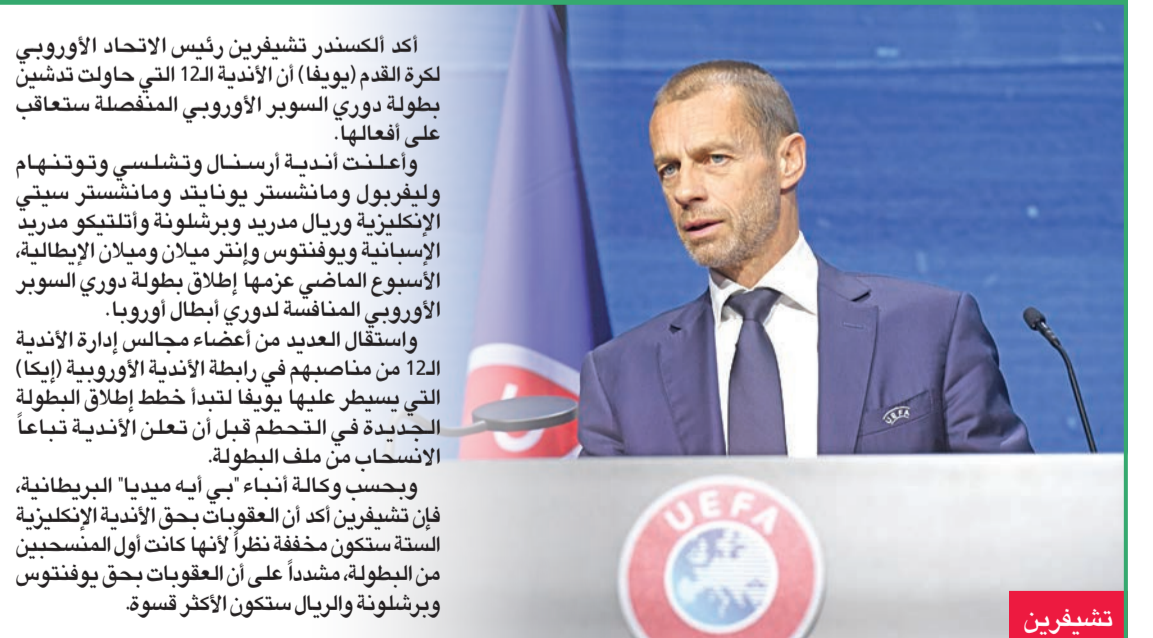 أكد ألكسندر تشيفرين رئيس الاتحاد الأوروبي
لكرة القدم (يويفا) أن الأندية الـ12 التي حاولت تدشين
بطولة دوري السوبر الأوروبي المنفصلة ستعاقب
على أفعالها.
وأعلنت أندية أرسنال وتشلسي وتوتنهام
وليفربول ومانشستر يونايتد ومانشستر سيتي
الإنكليزية وريال مدريد وبرشلونة وأتلتيكو مدريد
الإسبانية ويوفنتوس وإنتر ميلان وميلان الإيطالية،
الأسبوع الماضي عزمها إطلاق بطولة دوري السوبر
الأوروبي المنافسة لدوري أبطال أوروبا.
واستقال العديد من أعضاء مجالس إدارة الأندية
الـ12 من مناصبهم في رابطة الأندية الأوروبية (إيكا)
التي يسيطر عليها يويفا لتبدأ خطط إطلاق البطولة
الجديدة في التحطم قبل أن تعلن الأندية تباعاً
الانسحاب من ملف البطولة.
وبحسب وكالة أنباء "بي أيه ميديا" البريطانية،
فإن تشيفرين أكد أن العقوبات بحق الأندية الإنكليزية
الستة ستكون مخففة نظراً لأنها كانت أول المنسحبين
من البطولة، مشدداً على أن العقوبات بحق يوفنتوس
وبرشلونة والريال ستكون الأكثر قسوة.
UEFA
UEFA
تشيفرين